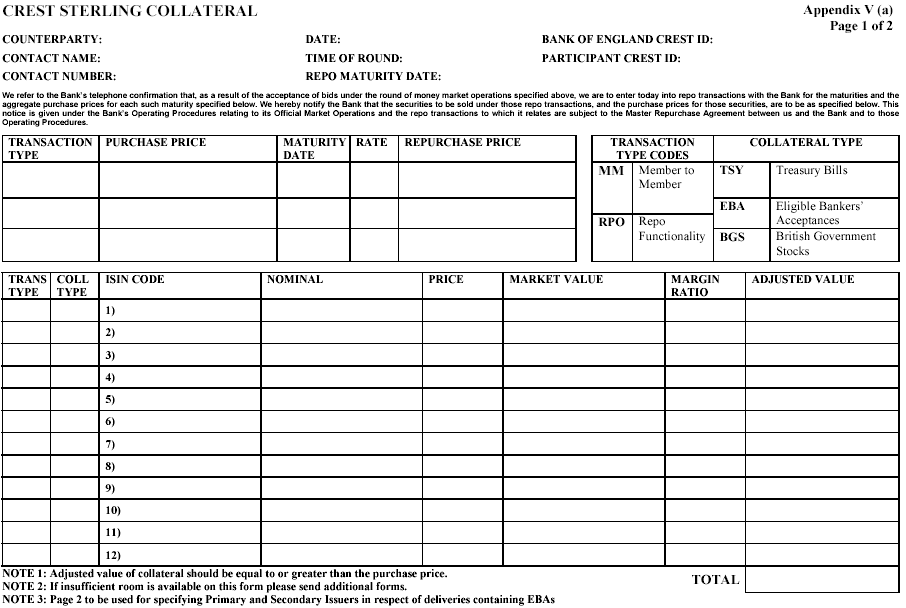 CREST STERLING COLLATERAL
Appendix V (a)
Page 1 of 2
COUNTERPARTY: DATE: BANK OF ENGLAND CREST ID:
CONTACT NAME: TIME OF ROUND: PARTICIPANT CREST ID:
CONTACT NUMBER: REPO MATURITY DATE:
We refer to the Bank's telephone confirmation that, as a result of the acceptance of bids under the round of money market operations specified above, we are to enter today into repo transactions with the Bank for the maturities and the
aggregate purchase prices for each such maturity specified below. We hereby notify the Bank that the securities to be sold under those repo transactions, and the purchase prices for those securities, are to be as specified below. This
notice is given under the Bank's Operating Procedures relating to its Official Market Operations and the repo transactions to which it relates are subject to the Master Repurchase Agreement between us and the Bank and to those
Operating Procedures.
TRANSACTION PURCHASE PRICE MATURITY RATE REPURCHASE PRICE
TYPE DATE
TRANSACTION COLLATERAL TYPE
TYPE CODES
MM Member to TSY Treasury Bills
Member
EBA Eligible Bankers'
RPO Repo Acceptances
Functionality BGS British Government
Stocks
TRANS COLL ISIN CODE NOMINAL PRICE MARKET VALUE MARGIN ADJUSTED VALUE
TYPE TYPE RATIO
1)
2)
3)
4)
5)
6)
7)
8)
9)
10)
11)
12)
NOTE 1: Adjusted value of collateral should be equal to or greater than the purchase price.
TOTAL
NOTE 2: If insufficient room is available on this form please send additional forms.
NOTE 3: Page 2 to be used for specifying Primary and Secondary Issuers in respect of deliveries containing EBAs